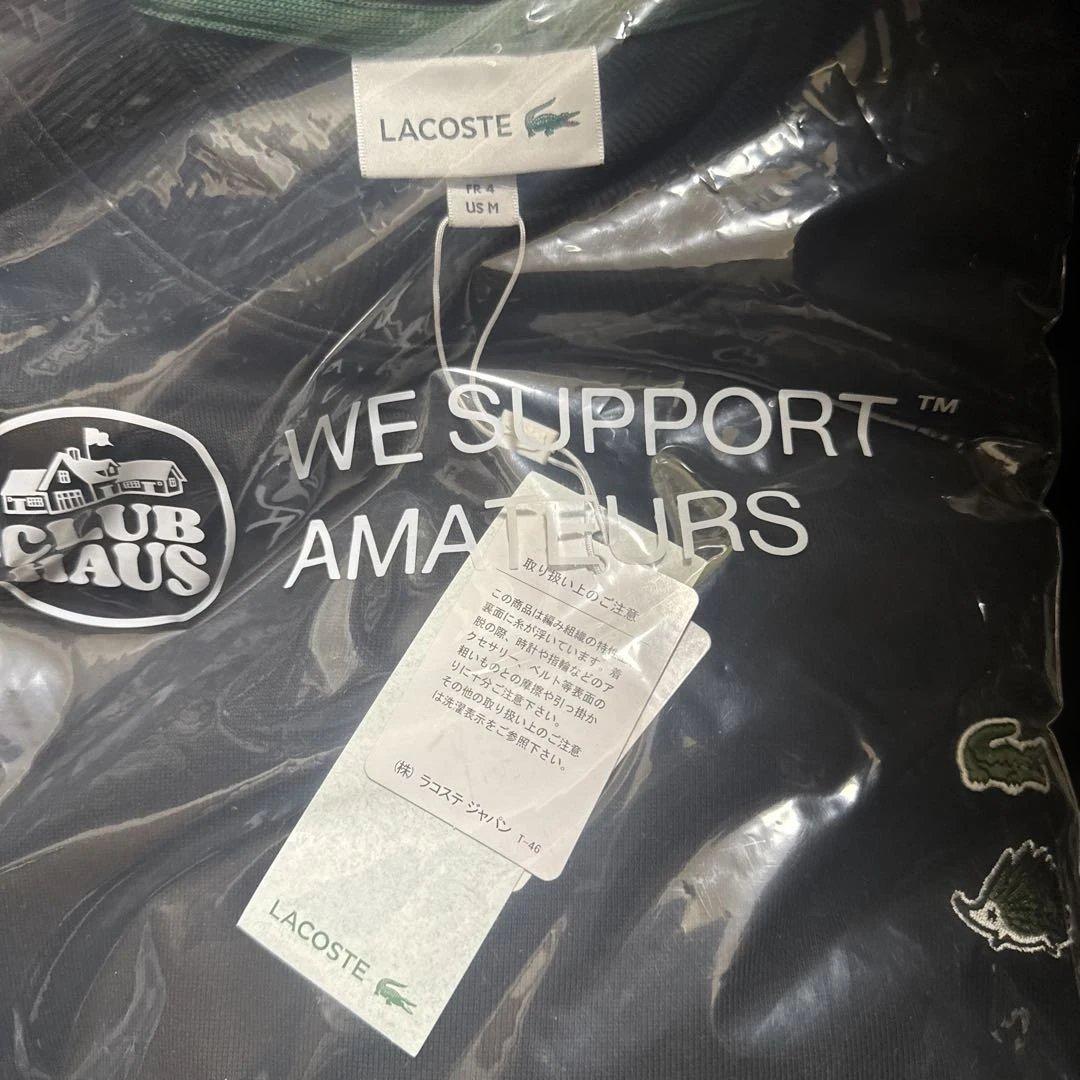 LACOSTE
FR 4
US M
WE SUPPORT™
AMATEURS
CLUB
HAUS
取り扱い上のご注意
この商品は編み組織の特性上
裏面に糸が浮いています。着
脱の際、時計や指輪などのア
クセサリー、ベルト等表面の
粗いものとの摩擦や引っ掛か
りに十分ご注意下さい。
その他の取り扱い上のご注意
は洗濯表示をご参照下さい。
(株) ラコステ ジャパン T-46
LACOSTE